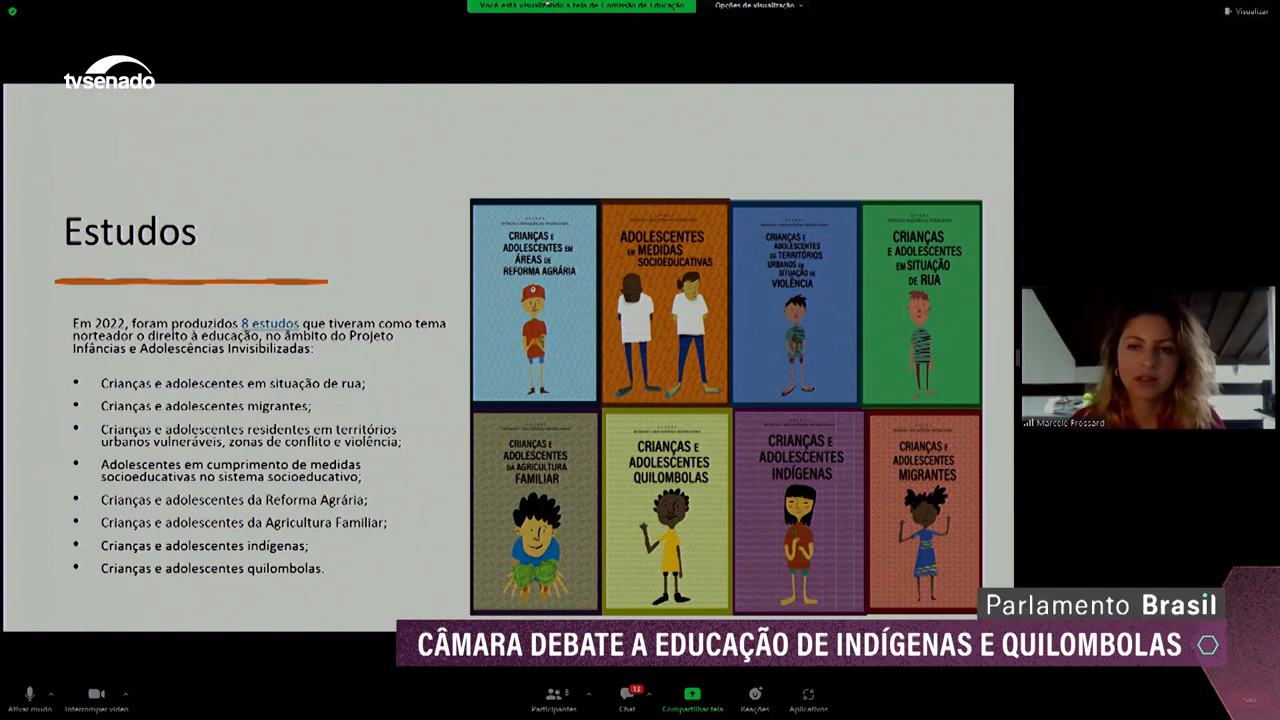 Você está visualizando a tela de Comissão de Educação
Opções de visualização
Visualizar
tvsenado
Estudos
Em 2022, foram produzidos 8 estudos que tiveram como tema
norteador o direito à educação, no âmbito do Projeto
Infâncias e Adolescências Invisibilizadas:
• Crianças e adolescentes em situação de rua;
• Crianças e adolescentes migrantes;
• Crianças e adolescentes residentes em territórios
urbanos vulneráveis, zonas de conflito e violência;
• Adolescentes em cumprimento de medidas
socioeducativas no sistema socioeducativo;
• Crianças e adolescentes da Reforma Agrária;
• Crianças e adolescentes da Agricultura Familiar;
• Crianças e adolescentes indígenas;
• Crianças e adolescentes quilombolas.
CRIANÇAS E
ADOLESCENTES EM
ÁREAS DE
REFORMA AGRÁRIA
ADOLESCENTES
EM MEDIDAS
SOCIOEDUCATIVAS
CRIANÇAS E
ADOLESCENTES
DE TERRITÓRIOS
URBANOS EM
SITUAÇÃO DE
VIOLÊNCIA
CRIANÇAS
E ADOLESCENTES
EM SITUAÇÃO
DE RUA
CRIANÇAS E
ADOLESCENTES
DA AGRICULTURA
FAMILIAR
CRIANÇAS E
ADOLESCENTES
QUILOMBOLAS
CRIANÇAS E
ADOLESCENTES
INDÍGENAS
CRIANÇAS E
ADOLESCENTES
MIGRANTES
Marcele Frossard
Parlamento Brasil
CÂMARA DEBATE A EDUCAÇÃO DE INDÍGENAS E QUILOMBOLAS
Ativar mudo
Interromper vídeo
Participantes
8
Chat
13
Compartilhar tela
Reações
Aplicativos